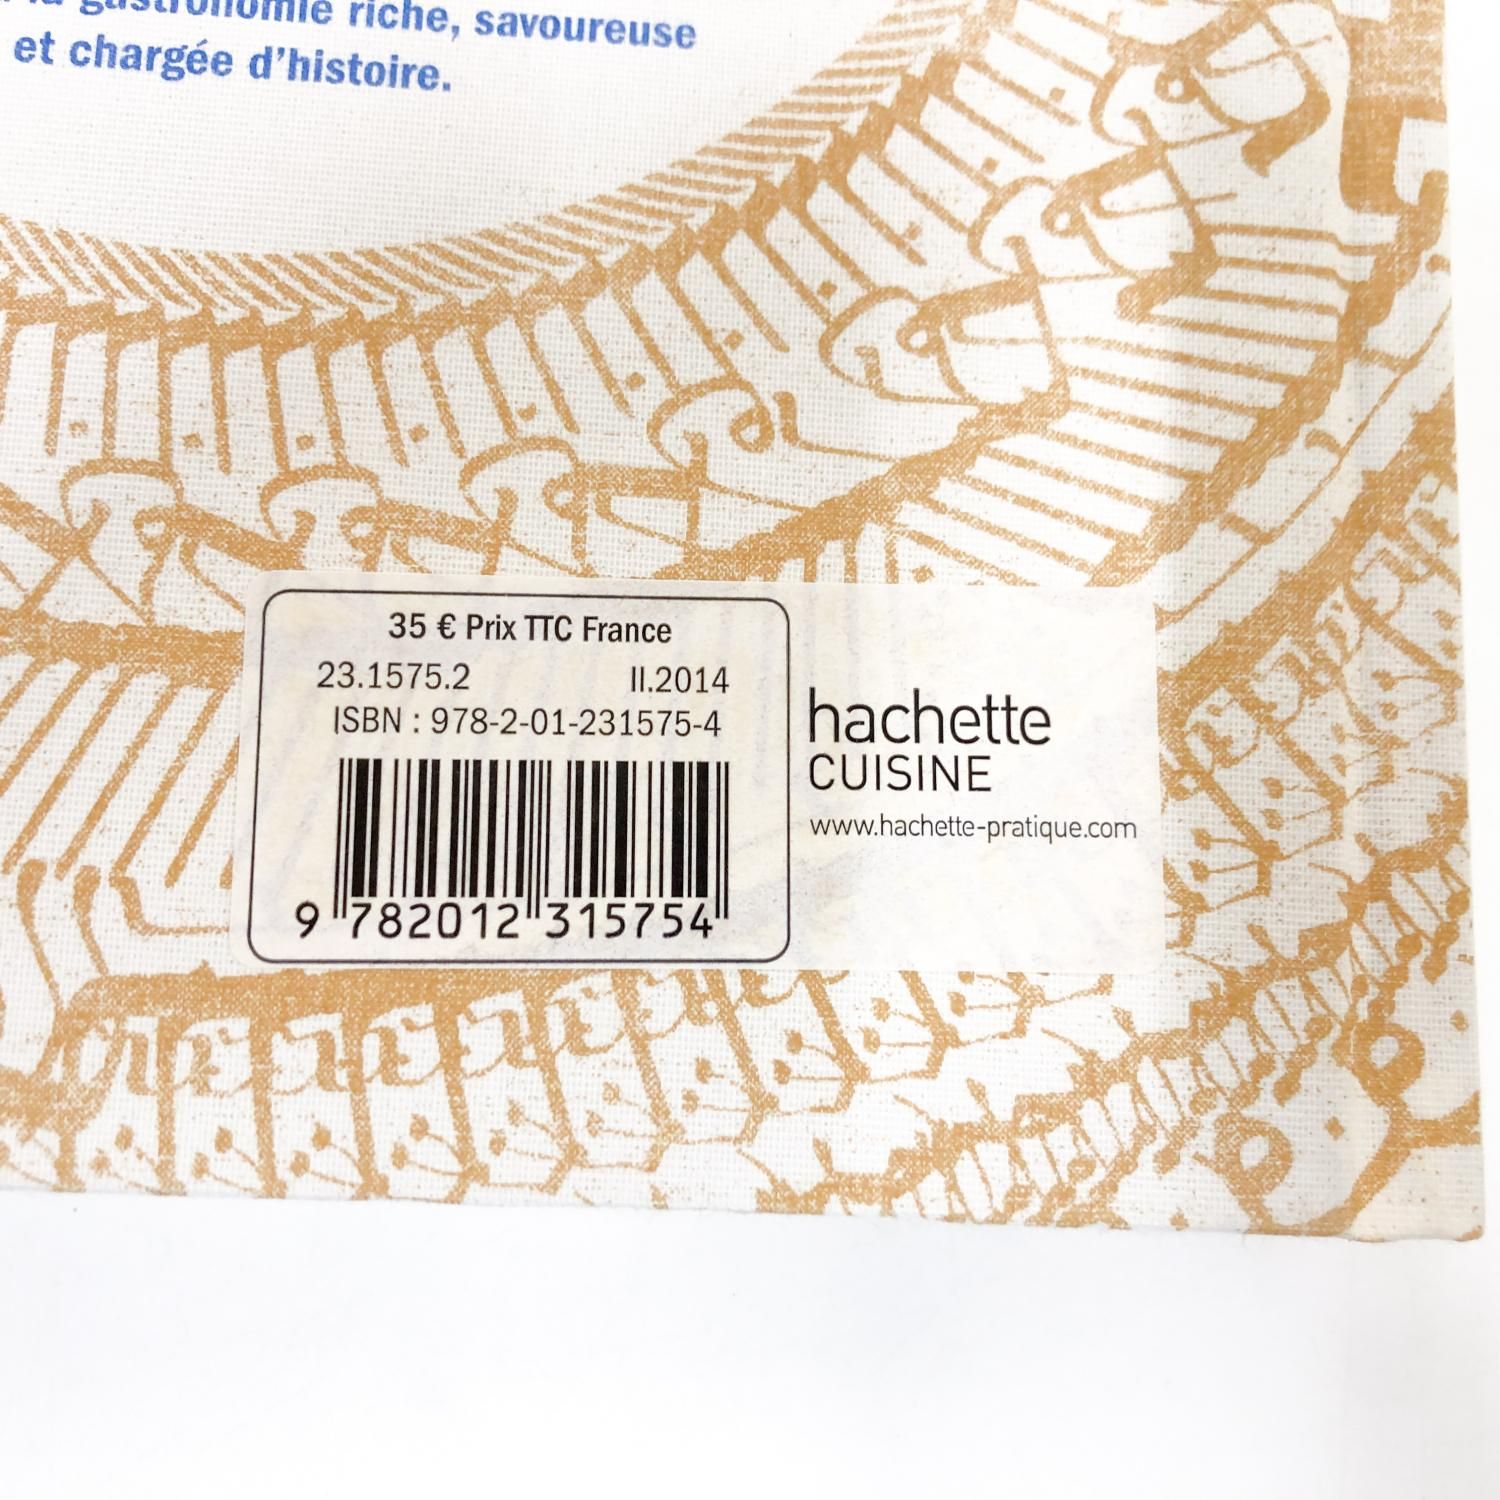 gastronomie riche, savoureuse
et chargée d'histoire.
35 € Prix TTC France
23.1575.2 II.2014
ISBN : 978-2-01-231575-4
9 782012 315754
hachette
CUISINE
www.hachette-pratique.com